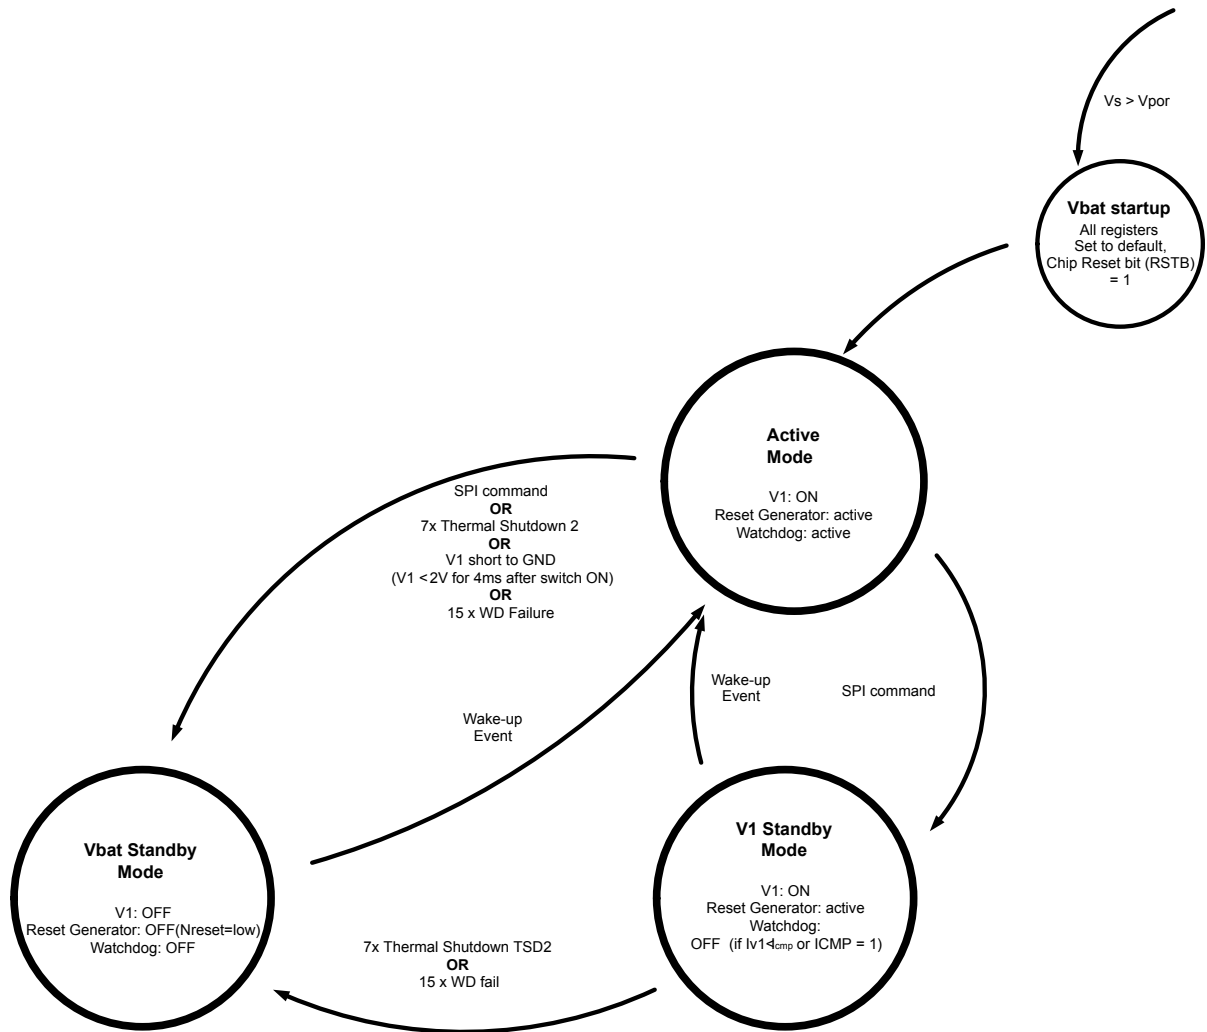 Vs > Vpor
Vbat startup
All registers
Set to default,
Chip Reset bit (RSTB)
= 1
Active
Mode
V1: ON
Reset Generator: active
Watchdog: active
SPI command
OR
7x Thermal Shutdown 2
OR
V1 short to GND
(V1 <2V for 4ms after switch ON)
OR
15 x WD Failure
Wake-up
Event
Wake-up
Event
SPI command
Vbat Standby
Mode
V1: OFF
Reset Generator: OFF(Nreset=low)
Watchdog: OFF
V1 Standby
Mode
V1: ON
Reset Generator: active
Watchdog:
OFF (if Iv1<Icmp or ICMP = 1)
7x Thermal Shutdown TSD2
OR
15 x WD fail